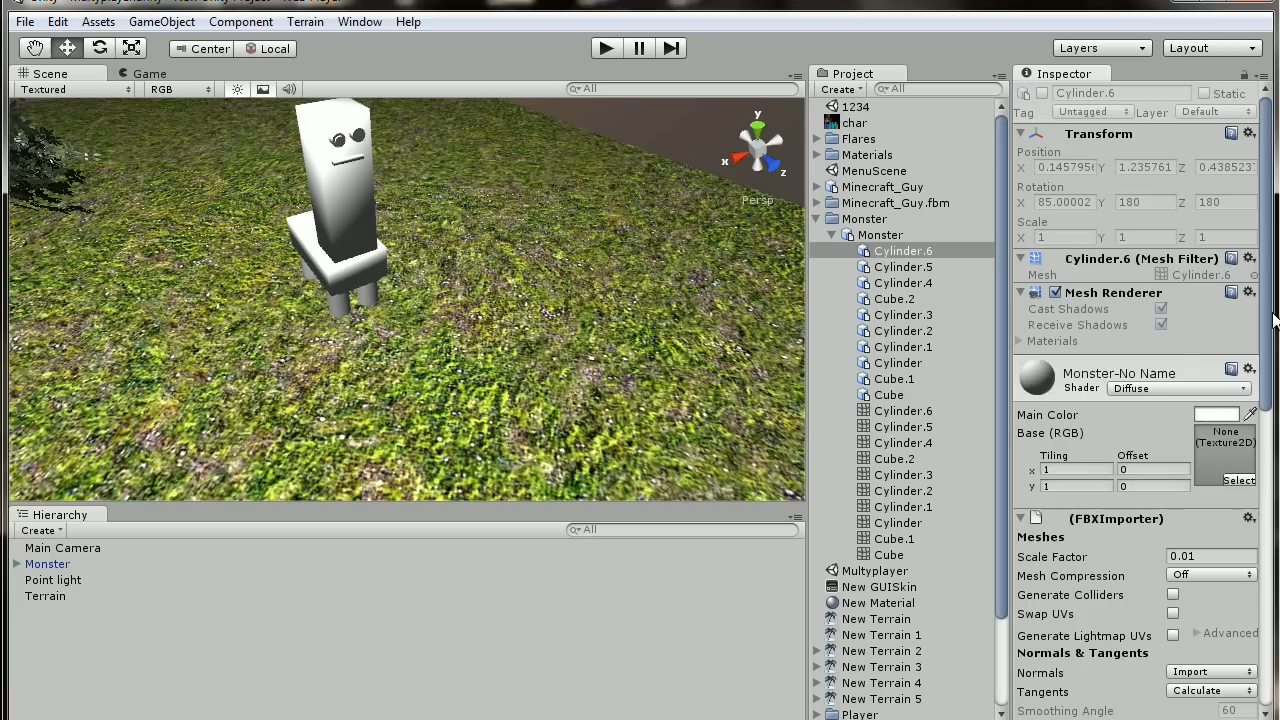 File Edit Assets GameObject Component Terrain Window Help
Center Local Layers Layout
Scene Game
Textured RGB All
x y z
Persp
Hierarchy
Create All
Main Camera
Monster
Point light
Terrain
Project
Create All
1234
char
Flares
Materials
MenuScene
Minecraft_Guy
Minecraft_Guy.fbm
Monster
Monster
Cylinder.6
Cylinder.5
Cylinder.4
Cube.2
Cylinder.3
Cylinder.2
Cylinder.1
Cylinder
Cube.1
Cube
Cylinder.6
Cylinder.5
Cylinder.4
Cube.2
Cylinder.3
Cylinder.2
Cylinder.1
Cylinder
Cube.1
Cube
Multyplayer
New GUISkin
New Material
New Terrain
New Terrain 1
New Terrain 2
New Terrain 3
New Terrain 4
New Terrain 5
Player
Inspector
Cylinder.6 Static
Tag Untagged Layer Default
Transform
Position
X 0.145795 Y 1.235761 Z 0.438523
Rotation
X 85.00002 Y 180 Z 180
Scale
X 1 Y 1 Z 1
Cylinder.6 (Mesh Filter)
Mesh Cylinder.6
Mesh Renderer
Cast Shadows
Receive Shadows
Materials
Monster-No Name
Shader Diffuse
Main Color
Base (RGB) None
(Texture2D)
Tiling Offset
x 1 0
y 1 0
Select
(FBXImporter)
Meshes
Scale Factor 0.01
Mesh Compression Off
Generate Colliders
Swap UVs
Generate Lightmap UVs Advanced
Normals & Tangents
Normals Import
Tangents Calculate
Smoothing Angle 60